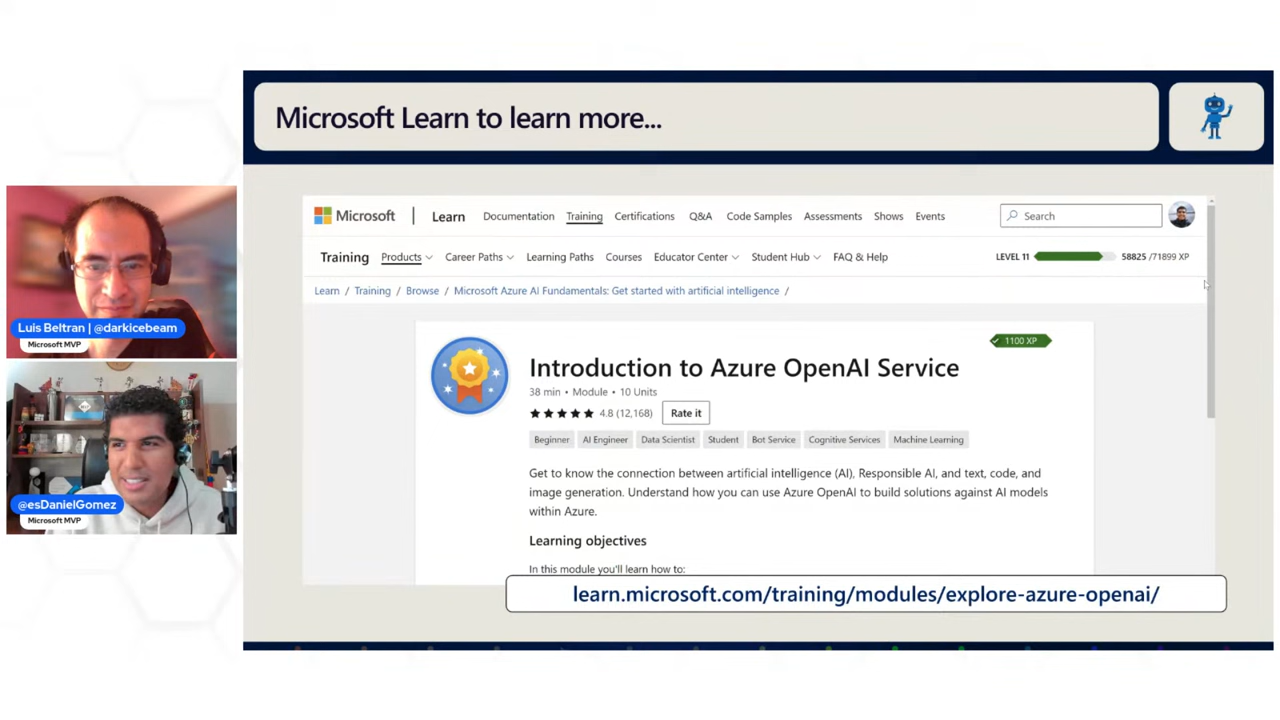 Microsoft Learn to learn more...
Microsoft | Learn Documentation Training Certifications Q&A Code Samples Assessments Shows Events Search
Training Products Career Paths Learning Paths Courses Educator Center Student Hub FAQ & Help LEVEL 11 58825 /71899 XP
Learn / Training / Browse / Microsoft Azure AI Fundamentals: Get started with artificial intelligence /
1100 XP
Introduction to Azure OpenAI Service
38 min • Module • 10 Units
4.8 (12,168) Rate it
Beginner AI Engineer Data Scientist Student Bot Service Cognitive Services Machine Learning
Get to know the connection between artificial intelligence (AI), Responsible AI, and text, code, and
image generation. Understand how you can use Azure OpenAI to build solutions against AI models
within Azure.
Learning objectives
In this module you'll learn how to:
learn.microsoft.com/training/modules/explore-azure-openai/
Luis Beltran | @darkicebeam
Microsoft MVP
@esDanielGomez
Microsoft MVP